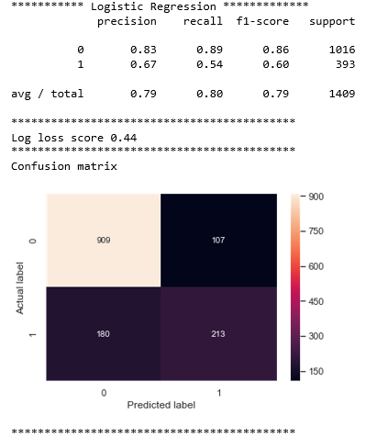 *********** Logistic Regression *************
precision recall f1-score support
0 0.83 0.89 0.86 1016
1 0.67 0.54 0.60 393
avg / total 0.79 0.80 0.79 1409
******************************************
Log loss score 0.44
******************************************
Confusion matrix
900
909 107
0
750
600
Actual label
450
180 213
1
300
150
0 1
Predicted label
******************************************